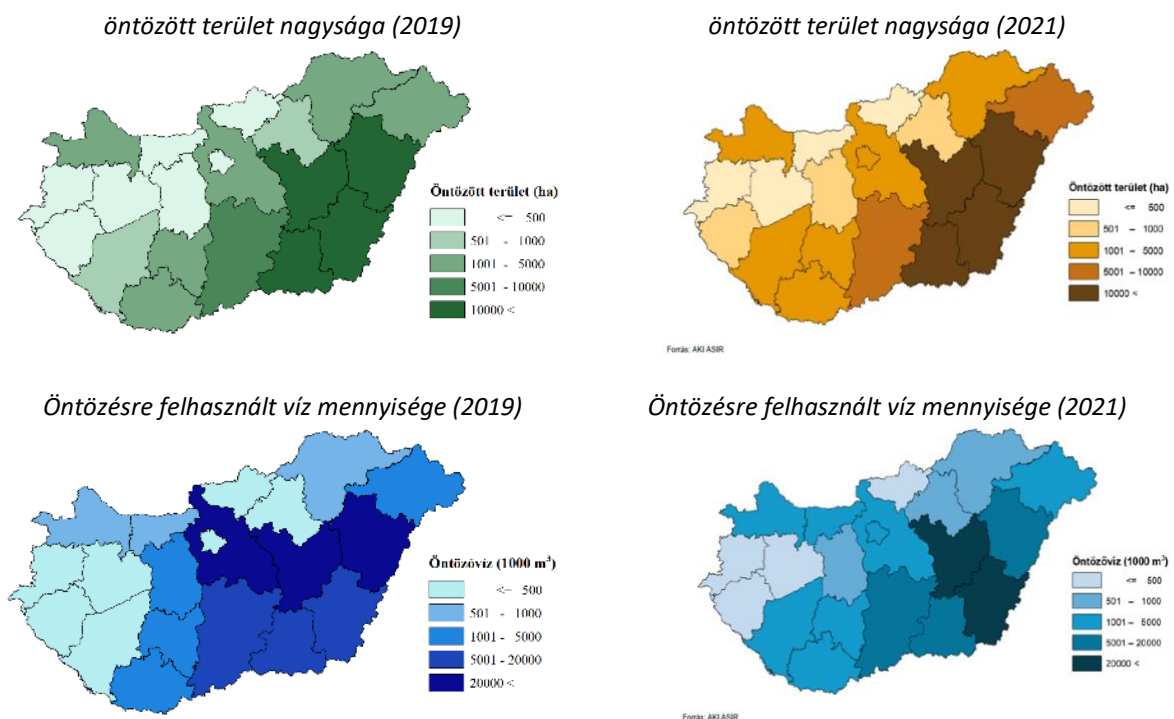 öntözött terület nagysága (2019)
Öntözött terület (ha)
<= 500
501 - 1000
1001 - 5000
5001 - 10000
10000 <
öntözött terület nagysága (2021)
Öntözött terület (ha)
<= 500
501 – 1000
1001 – 5000
5001 – 10000
10000 <
Forrás: AKI ASIR
Öntözésre felhasznált víz mennyisége (2019)
Öntözővíz (1000 m³)
<= 500
501 - 1000
1001 - 5000
5001 - 20000
20000 <
Öntözésre felhasznált víz mennyisége (2021)
Öntözővíz (1000 m³)
<= 500
501 – 1000
1001 – 5000
5001 – 20000
20000 <
Forrás: AKI ASIR